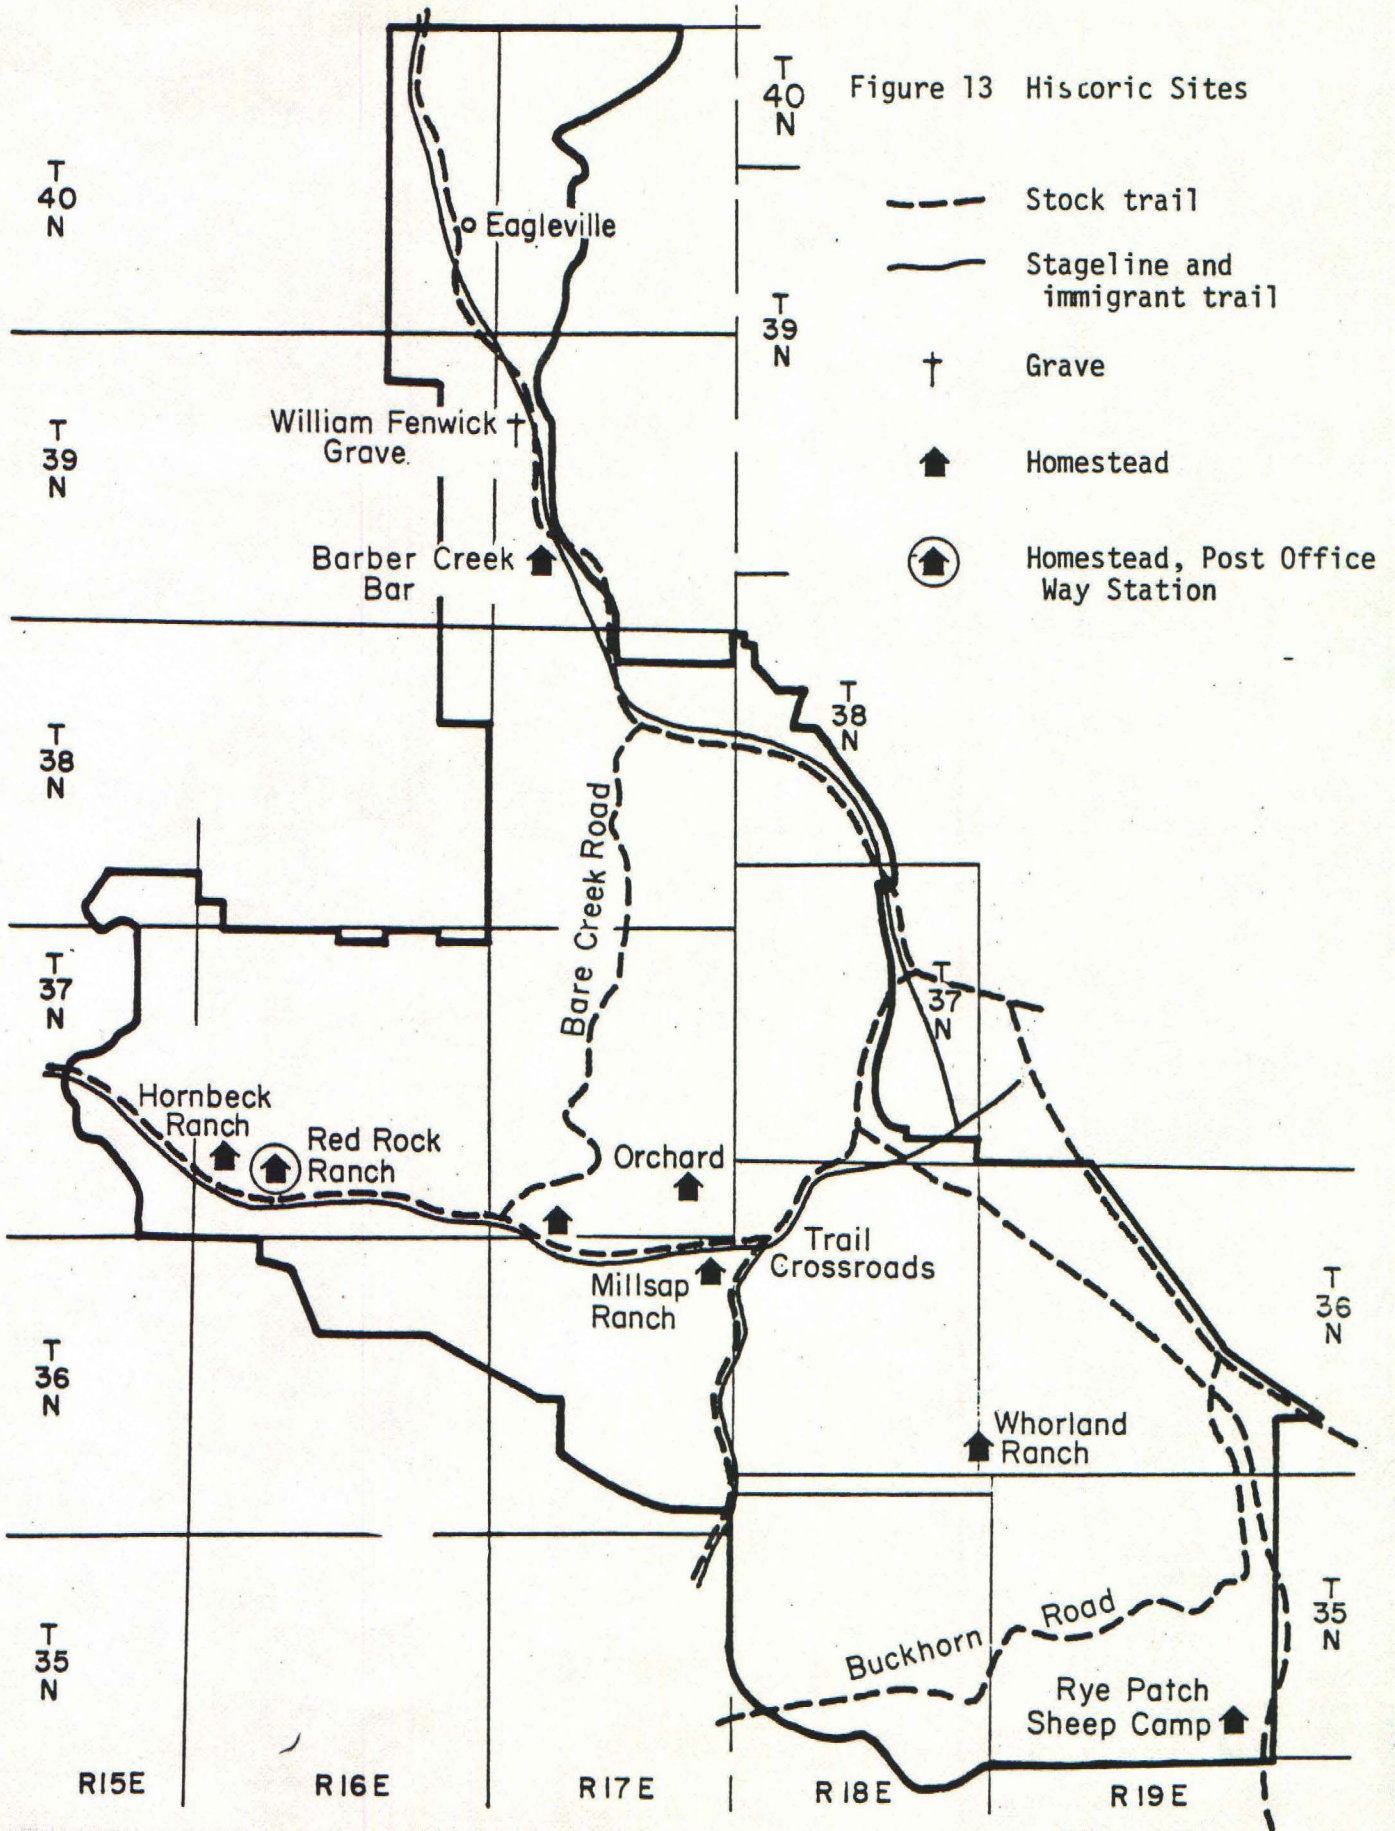 Figure 13 Historic Sites
Stock trail
Stageline and
immigrant trail
Grave
Homestead
Homestead, Post Office
Way Station
T
40
N
T
40
N
Eagleville
T
39
N
William Fenwick
Grave
T
39
N
Barber Creek
Bar
T
38
N
T
38
N
Bare Creek Road
T
37
N
T
37
N
Hornbeck
Ranch
Red Rock
Ranch
Orchard
Trail
Crossroads
Millsap
Ranch
T
36
N
T
36
N
Whorland
Ranch
T
35
N
T
35
N
Buckhorn Road
Rye Patch
Sheep Camp
R15E
R16E
R17E
R18E
R19E